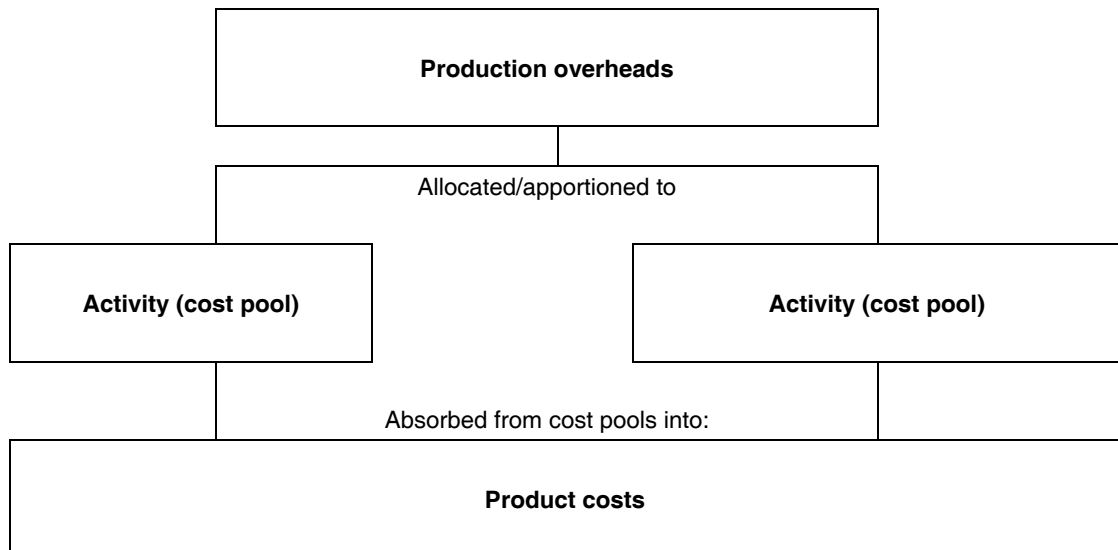 Production overheads
Allocated/apportioned to
Activity (cost pool)
Activity (cost pool)
Absorbed from cost pools into:
Product costs